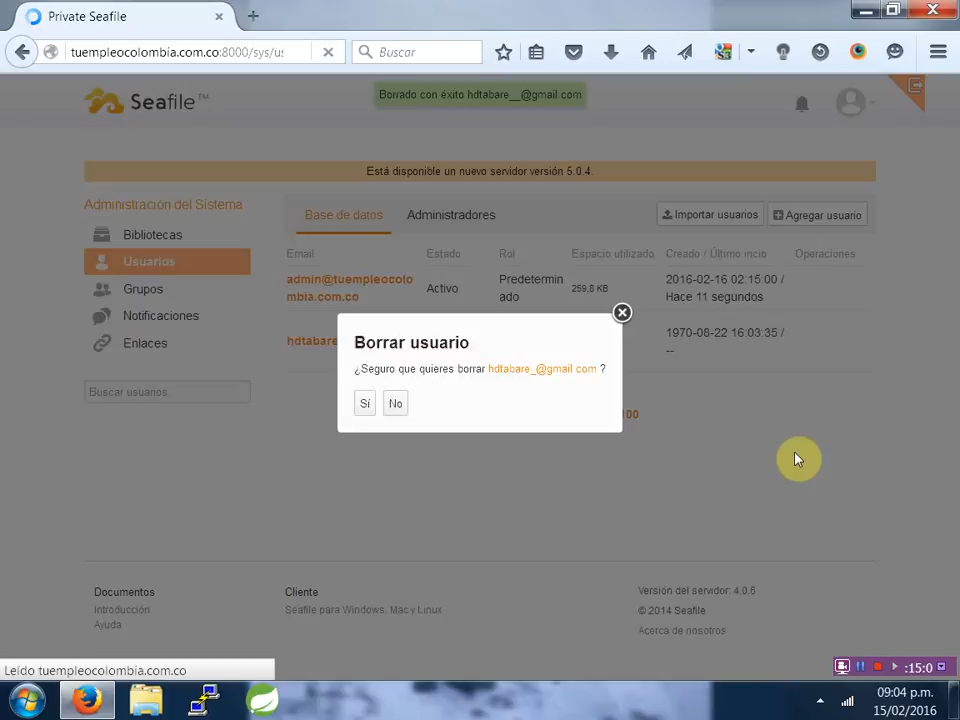 Private Seafile
tuempleocolombia.com.co:8000/sys/us
Buscar
Borrado con éxito hdtabare__@gmail com
Seafile™
Está disponible un nuevo servidor versión 5.0.4.
Administración del Sistema
Bibliotecas
Usuarios
Grupos
Notificaciones
Enlaces
Buscar usuarios.
Base de datos
Administradores
Importar usuarios
Agregar usuario
Email Estado Rol Espacio utilizado Creado / Último incio Operaciones
admin@tuempleocolo
mbia.com.co
Activo
Predetermin
ado
259,8 KB
2016-02-16 02:15:00 /
Hace 11 segundos
hdtabare
1970-08-22 16:03:35 /
--
Borrar usuario
¿Seguro que quieres borrar hdtabare_@gmail com ?
Sí No
100
Documentos
Introducción
Ayuda
Cliente
Seafile para Windows, Mac y Linux
Versión del servidor: 4.0.6
© 2014 Seafile
Acerca de nosotros
Leído tuempleocolombia.com.co
:15:0
09:04 p.m.
15/02/2016